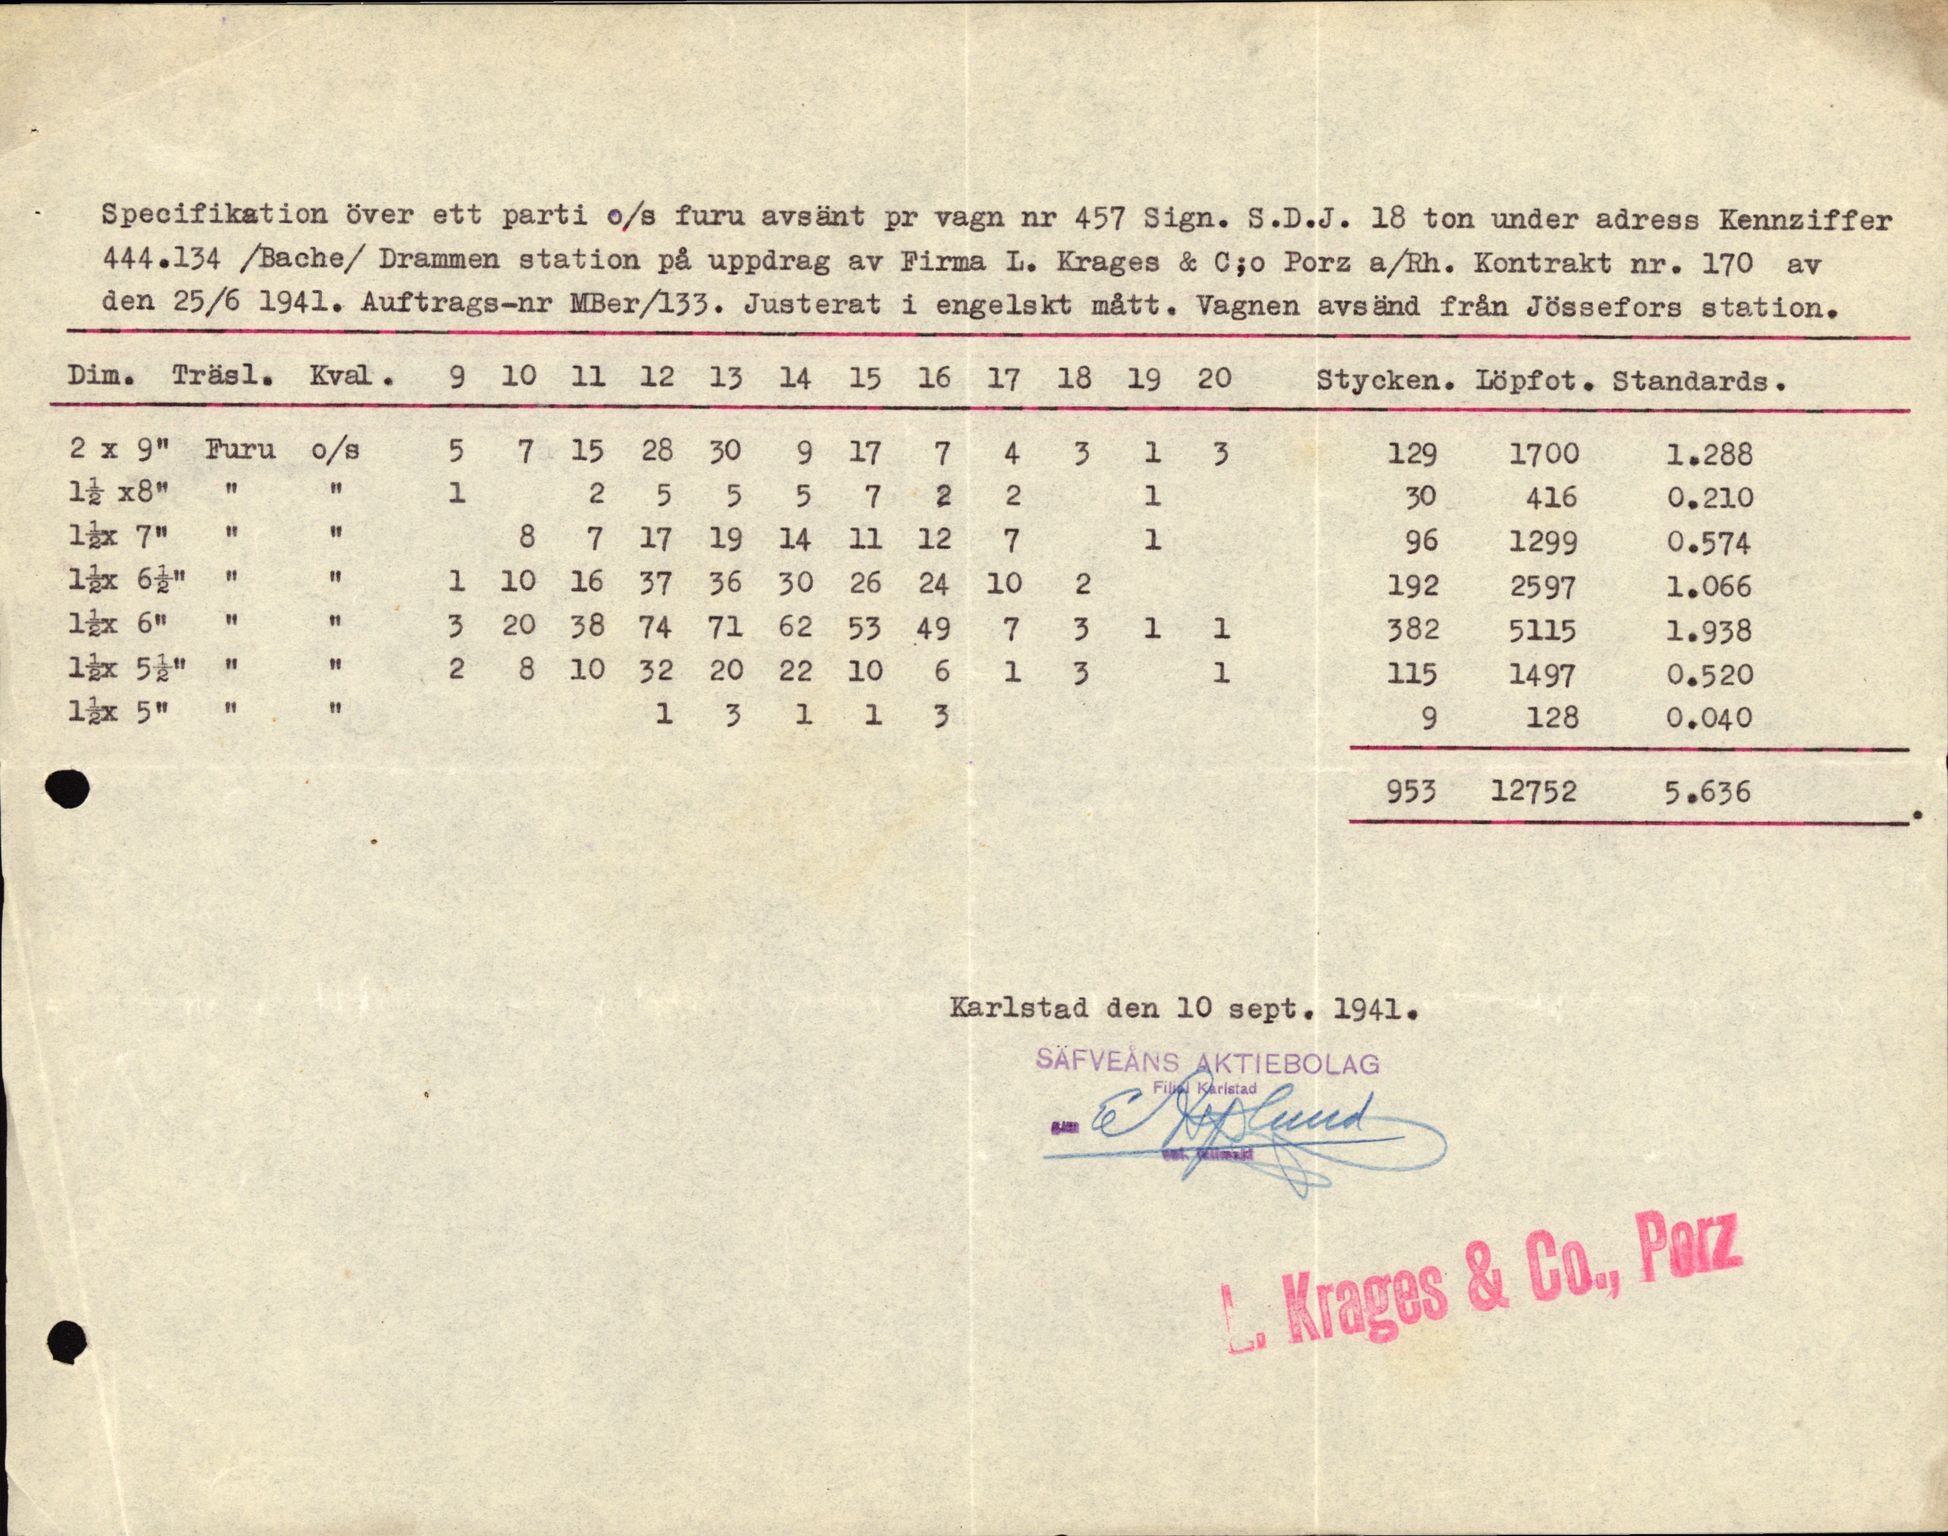 Specifikation över ett parti o/s furu avsänt pr vagn nr 457 Sign. S.D.J. 18 ton under adress Kennziffer
444.134 /Bache/ Drammen station på uppdrag av Firma L. Krages & C;o Porz a/Rh. Kontrakt nr. 170 av
den 25/6 1941. Auftrags-nr MBer/133. Justerat i engelskt mått. Vagnen avsänd från Jössefors station.
Dim. Träsl. Kval. 9 10 11 12 13 14 15 16 17 18 19 20 Stycken. Löpfot. Standards.
2 x 9" Furu o/s 5 7 15 28 30 9 17 7 4 3 1 3 129 1700 1.288
1½ x8" " " 1 2 5 5 5 7 2 2 1 30 416 0.210
1½x 7" " " 8 7 17 19 14 11 12 7 1 96 1299 0.574
1½x 6½" " " 1 10 16 37 36 30 26 24 10 2 192 2597 1.066
1½x 6" " " 3 20 38 74 71 62 53 49 7 3 1 1 382 5115 1.938
1½x 5½" " " 2 8 10 32 20 22 10 6 1 3 1 115 1497 0.520
1½x 5" " " 1 3 1 1 3 9 128 0.040
953 12752 5.636
Karlstad den 10 sept. 1941.
SÄFVEÅNS AKTIEBOLAG
Filial Karlstad
L. Krages & Co., Porz